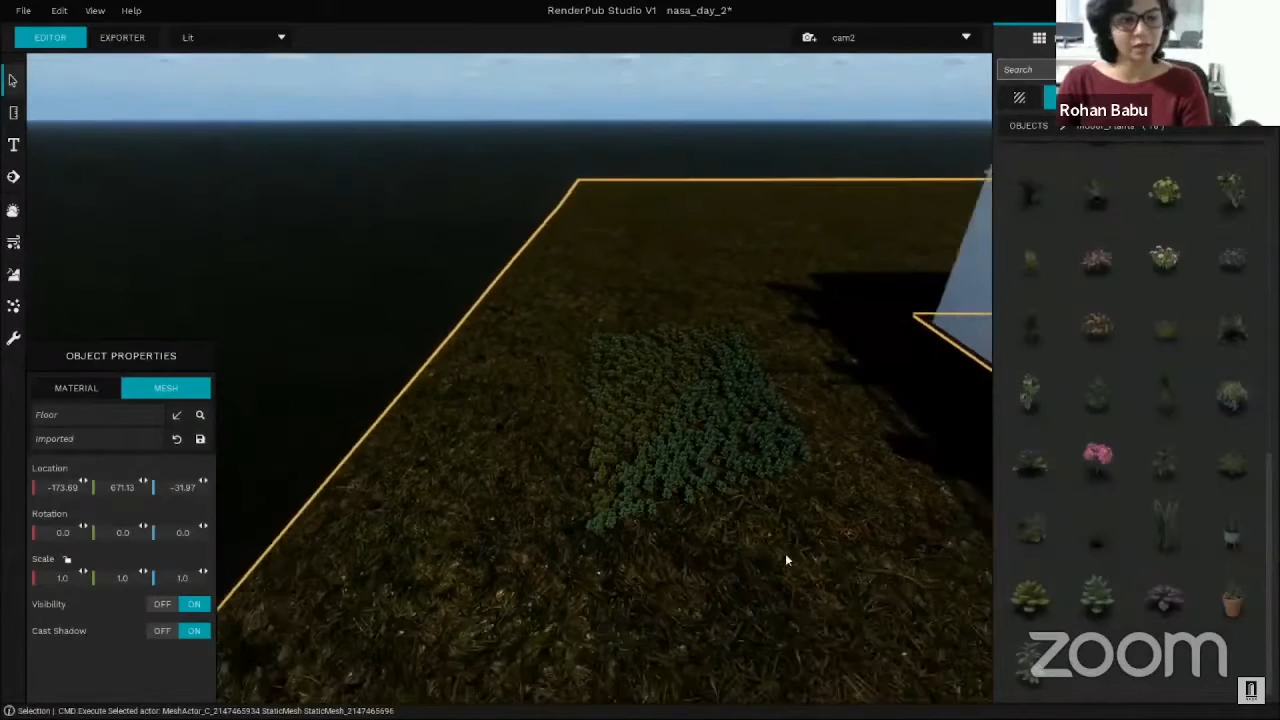 File Edit View Help
RenderPub Studio V1 nasa_day_2*
EDITOR EXPORTER Lit
cam2
Search
Rohan Babu
OBJECTS
OBJECT PROPERTIES
MATERIAL MESH
Floor
Imported
Location
-173.69 671.13 -31.97
Rotation
0.0 0.0 0.0
Scale
1.0 1.0 1.0
Visibility OFF ON
Cast Shadow OFF ON
zoom
Selection | CMD Execute Selected actor: MeshActor_C_2147465934 StaticMesh StaticMesh_2147465696